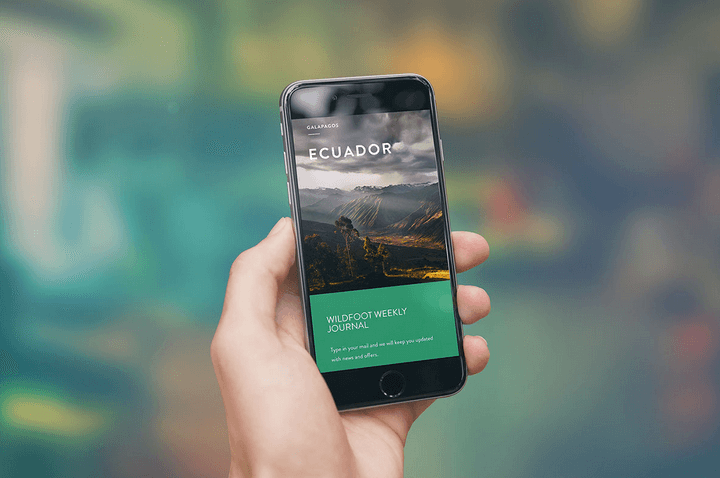 GALAPAGOS
ECUADOR
WILDFOOT WEEKLY
JOURNAL
Type in your mail and we will keep you updated
with news and offers.